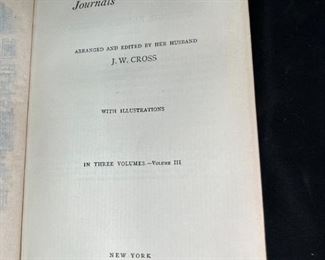 Journals
ARRANGED AND EDITED BY HER HUSBAND
J. W. CROSS
WITH ILLUSTRATIONS
IN THREE VOLUMES.—VOLUME III
NEW YORK